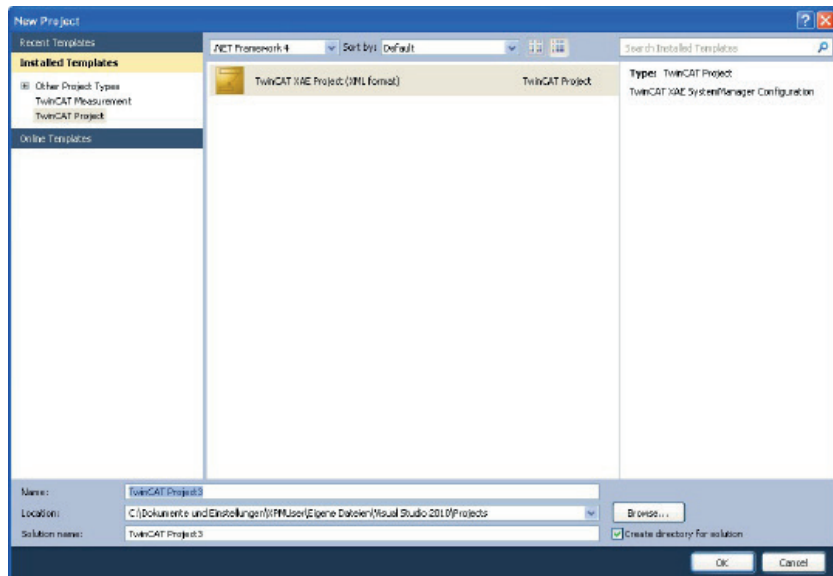 New Project
Recent Templates
Installed Templates
Other Project Types
TwinCAT Measurement
TwinCAT Project
Online Templates
.NET Framework 4
Sort by: Default
Search Installed Templates
TwinCAT XAE Project (XML format)
TwinCAT Project
Type: TwinCAT Project
TwinCAT XAE SystemManager Configuration
Name:
TwinCAT Project3
Location:
C:\Dokumente und Einstellungen\XPMUser\Eigene Dateien\Visual Studio 2010\Projects
Browse...
Solution name:
TwinCAT Project3
Create directory for solution
OK
Cancel